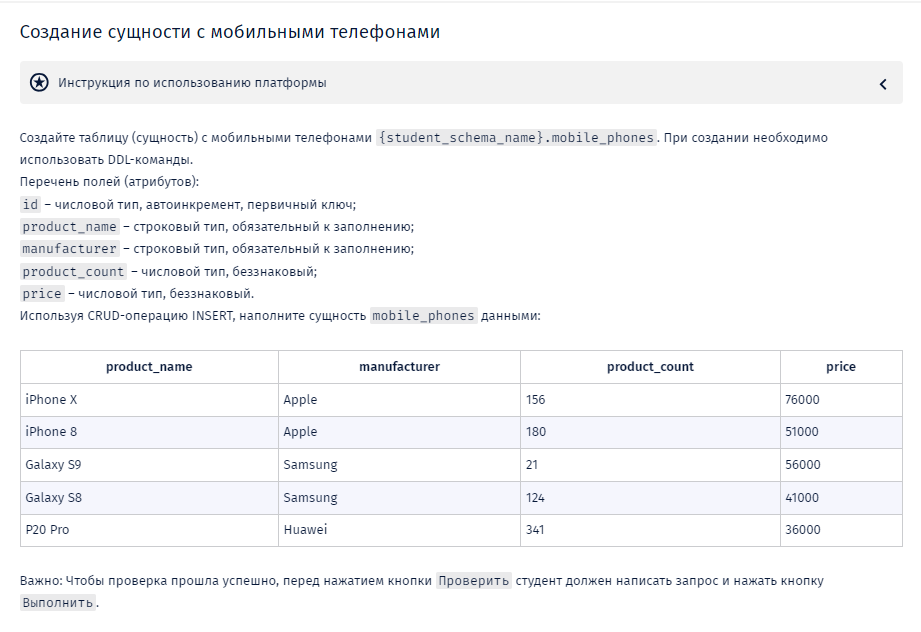 Создание сущности с мобильными телефонами
Инструкция по использованию платформы
Создайте таблицу (сущность) с мобильными телефонами {student_schema_name}.mobile_phones. При создании необходимо
использовать DDL-команды.
Перечень полей (атрибутов):
id – числовой тип, автоинкремент, первичный ключ;
product_name – строковый тип, обязательный к заполнению;
manufacturer – строковый тип, обязательный к заполнению;
product_count – числовой тип, беззнаковый;
price – числовой тип, беззнаковый.
Используя CRUD-операцию INSERT, наполните сущность mobile_phones данными:
product_name manufacturer product_count price
iPhone X Apple 156 76000
iPhone 8 Apple 180 51000
Galaxy S9 Samsung 21 56000
Galaxy S8 Samsung 124 41000
P20 Pro Huawei 341 36000
Важно: Чтобы проверка прошла успешно, перед нажатием кнопки Проверить студент должен написать запрос и нажать кнопку
Выполнить.